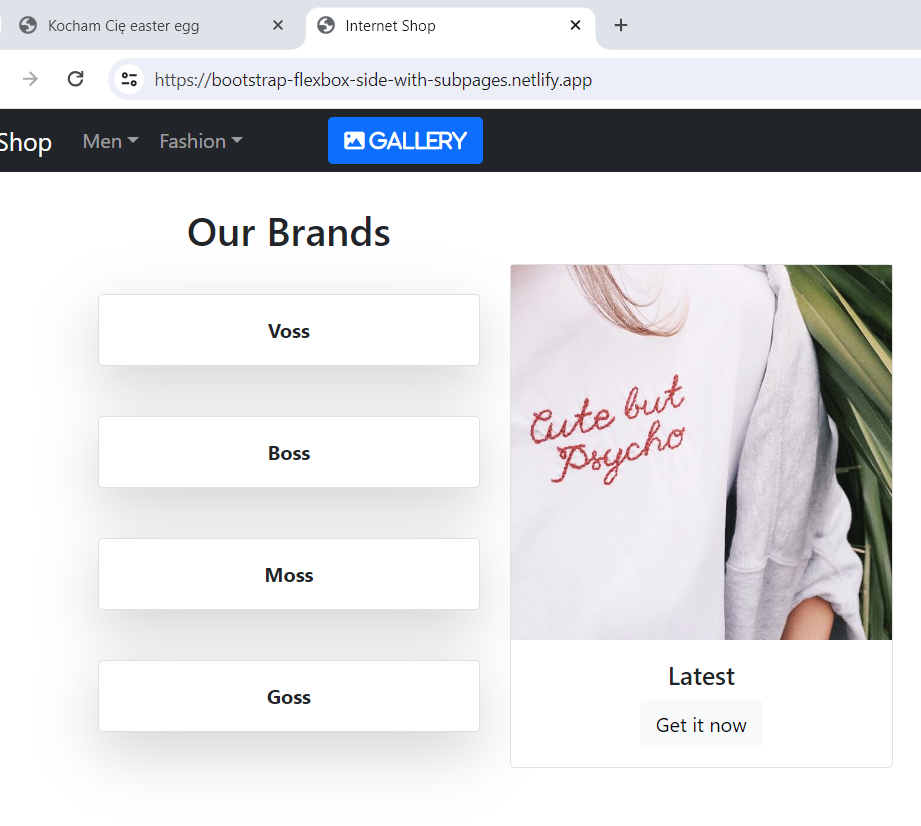 Kocham Cię easter egg
Internet Shop
https://bootstrap-flexbox-side-with-subpages.netlify.app
Shop Men Fashion GALLERY
Our Brands
Voss
Boss
Moss
Goss
Cute but
Psycho
Latest
Get it now